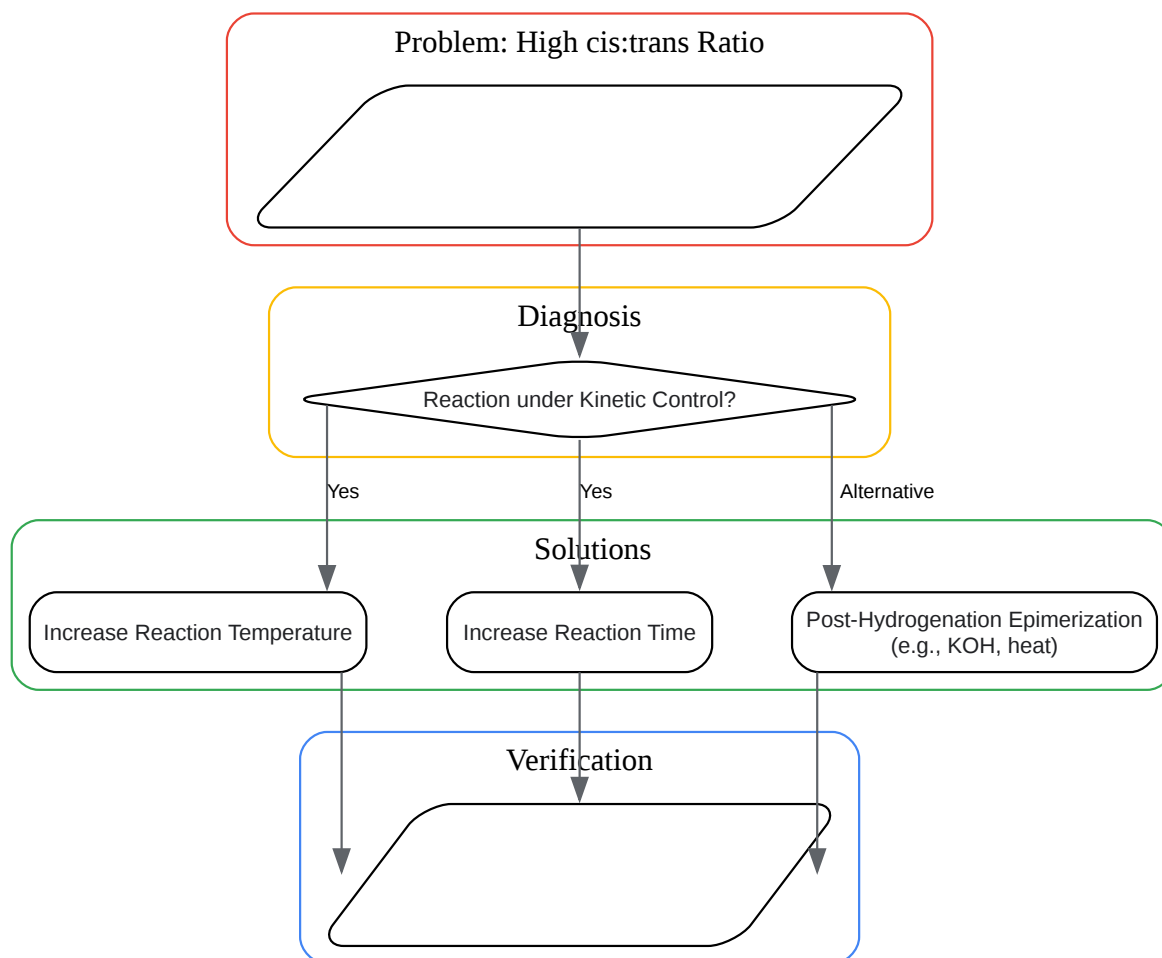 Problem: High cis:trans Ratio
Diagnosis
Reaction under Kinetic Control?
Yes
Yes
Alternative
Solutions
Increase Reaction Temperature
Increase Reaction Time
Post-Hydrogenation Epimerization
(e.g., KOH, heat)
Verification